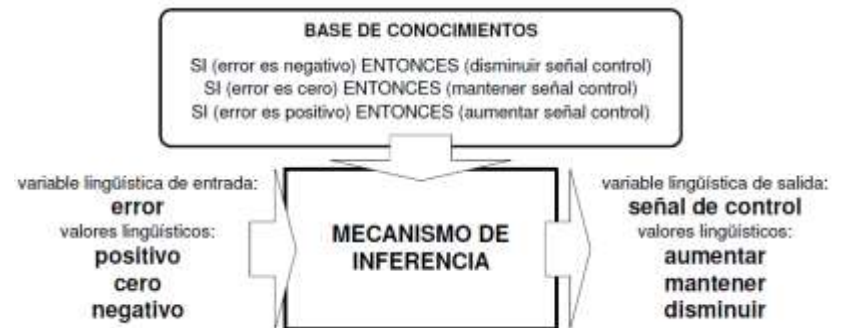 BASE DE CONOCIMIENTOS
SI (error es negativo) ENTONCES (disminuir señal control)
SI (error es cero) ENTONCES (mantener señal control)
SI (error es positivo) ENTONCES (aumentar señal control)
variable lingüística de entrada:
error
valores lingüísticos:
positivo
cero
negativo
MECANISMO DE
INFERENCIA
variable lingüística de salida:
señal de control
valores lingüísticos:
aumentar
mantener
disminuir